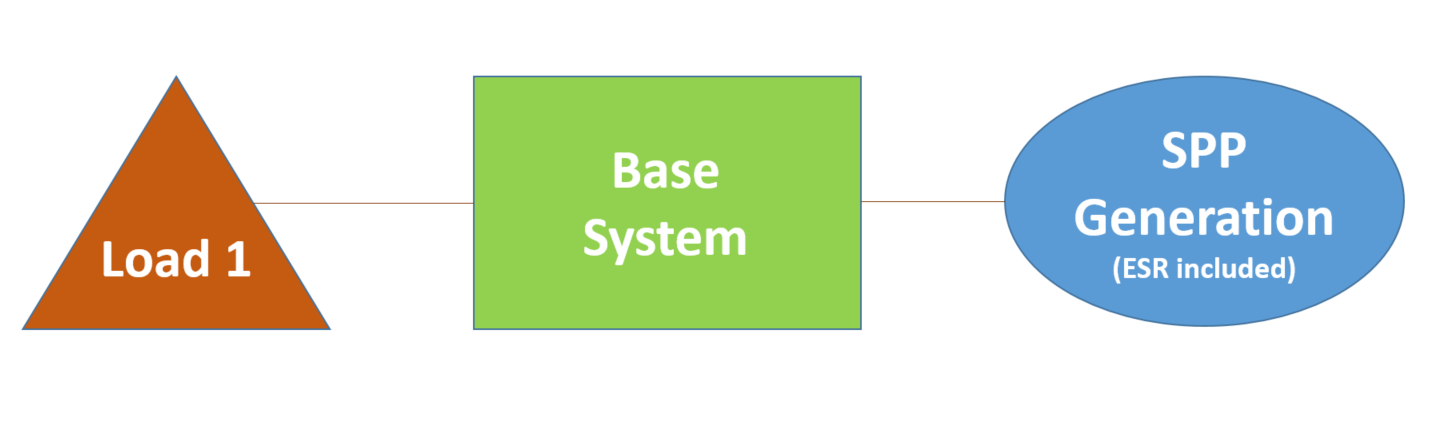 Load 1
Base
System
SPP
Generation
(ESR included)